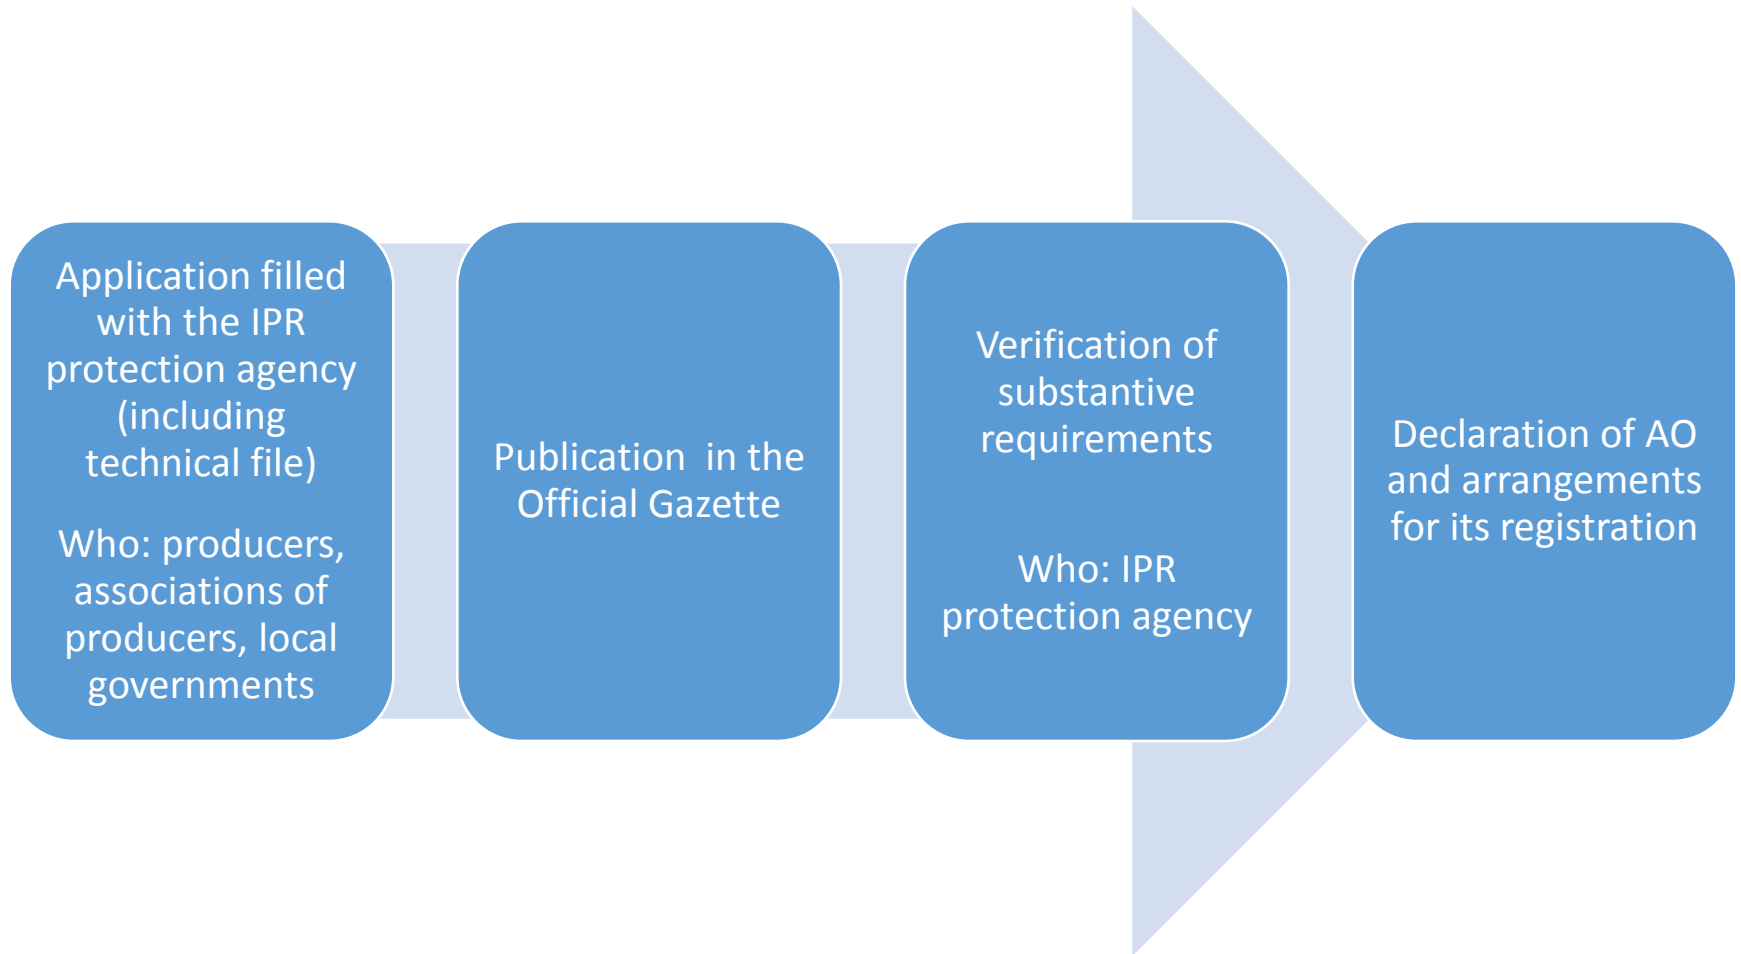 Application filled
with the IPR
protection agency
(including
technical file)
Who: producers,
associations of
producers, local
governments
Publication  in the
Official Gazette
Verification of
substantive
requirements
Who: IPR
protection agency
Declaration of AO
and arrangements
for its registration